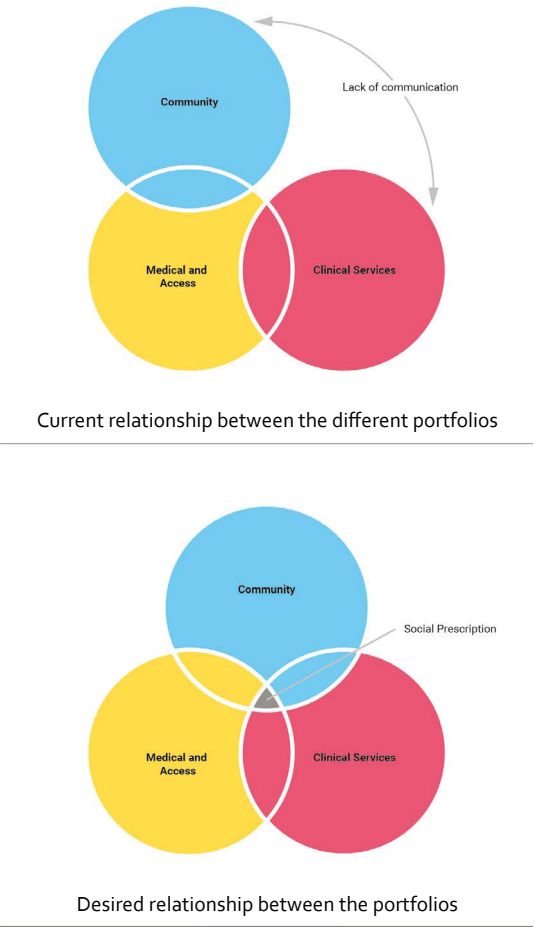 Community
Lack of communication
Medical and
Access
Clinical Services
Current relationship between the different portfolios
Community
Social Prescription
Medical and
Access
Clinical Services
Desired relationship between the portfolios